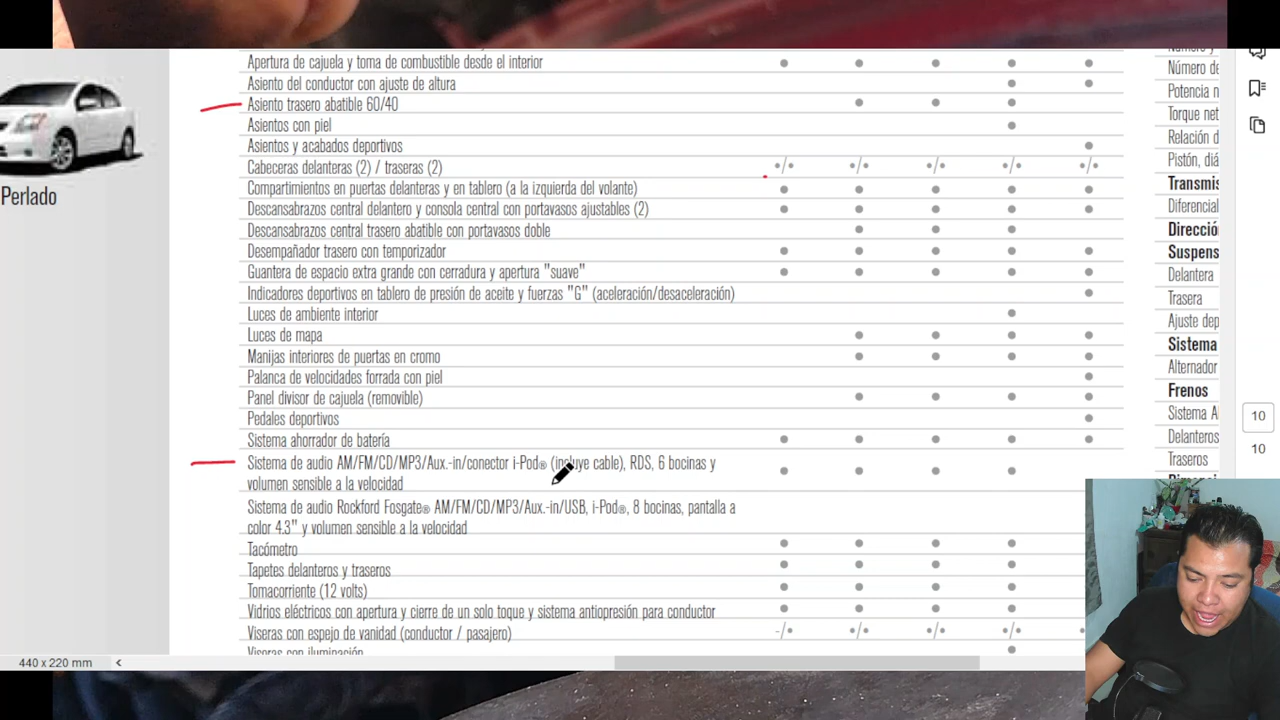 Apertura de cajuela y toma de combustible desde el interior
Asiento del conductor con ajuste de altura
Asiento trasero abatible 60/40
Asientos con piel
Asientos y acabados deportivos
Cabeceras delanteras (2) / traseras (2) •/• •/• •/• •/• •/•
Compartimientos en puertas delanteras y en tablero (a la izquierda del volante)
Descansabrazos central delantero y consola central con portavasos ajustables (2)
Descansabrazos central trasero abatible con portavasos doble
Desempañador trasero con temporizador
Guantera de espacio extra grande con cerradura y apertura "suave"
Indicadores deportivos en tablero de presión de aceite y fuerzas "G" (aceleración/desaceleración)
Luces de ambiente interior
Luces de mapa
Manijas interiores de puertas en cromo
Palanca de velocidades forrada con piel
Panel divisor de cajuela (removible)
Pedales deportivos
Sistema ahorrador de batería
Sistema de audio AM/FM/CD/MP3/Aux.-in/conector i-Pod® (incluye cable), RDS, 6 bocinas y
volumen sensible a la velocidad
Sistema de audio Rockford Fosgate® AM/FM/CD/MP3/Aux.-in/USB, i-Pod®, 8 bocinas, pantalla a
color 4.3" y volumen sensible a la velocidad
Tacómetro
Tapetes delanteros y traseros
Tomacorriente (12 volts)
Vidrios eléctricos con apertura y cierre de un solo toque y sistema antiopresión para conductor
Viseras con espejo de vanidad (conductor / pasajero) -/• •/• •/• •/•
Viseras con iluminación
Perlado
Número de
Potencia n
Torque net
Relación d
Pistón, diá
Transmis
Diferencial
Direcció
Suspens
Delantera
Trasera
Ajuste dep
Sistema
Alternador
Frenos
Sistema A
Delanteros
Traseros
10
10
440 x 220 mm